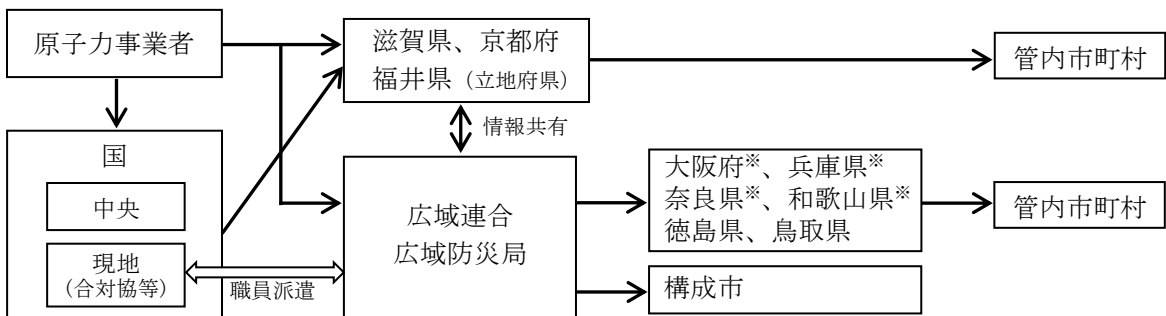 原子力事業者
滋賀県、京都府
福井県（立地府県）
管内市町村
情報共有
国
中央
現地
（合対協等）
職員派遣
広域連合
広域防災局
大阪府※、兵庫県※
奈良県※、和歌山県※
徳島県、鳥取県
管内市町村
構成市